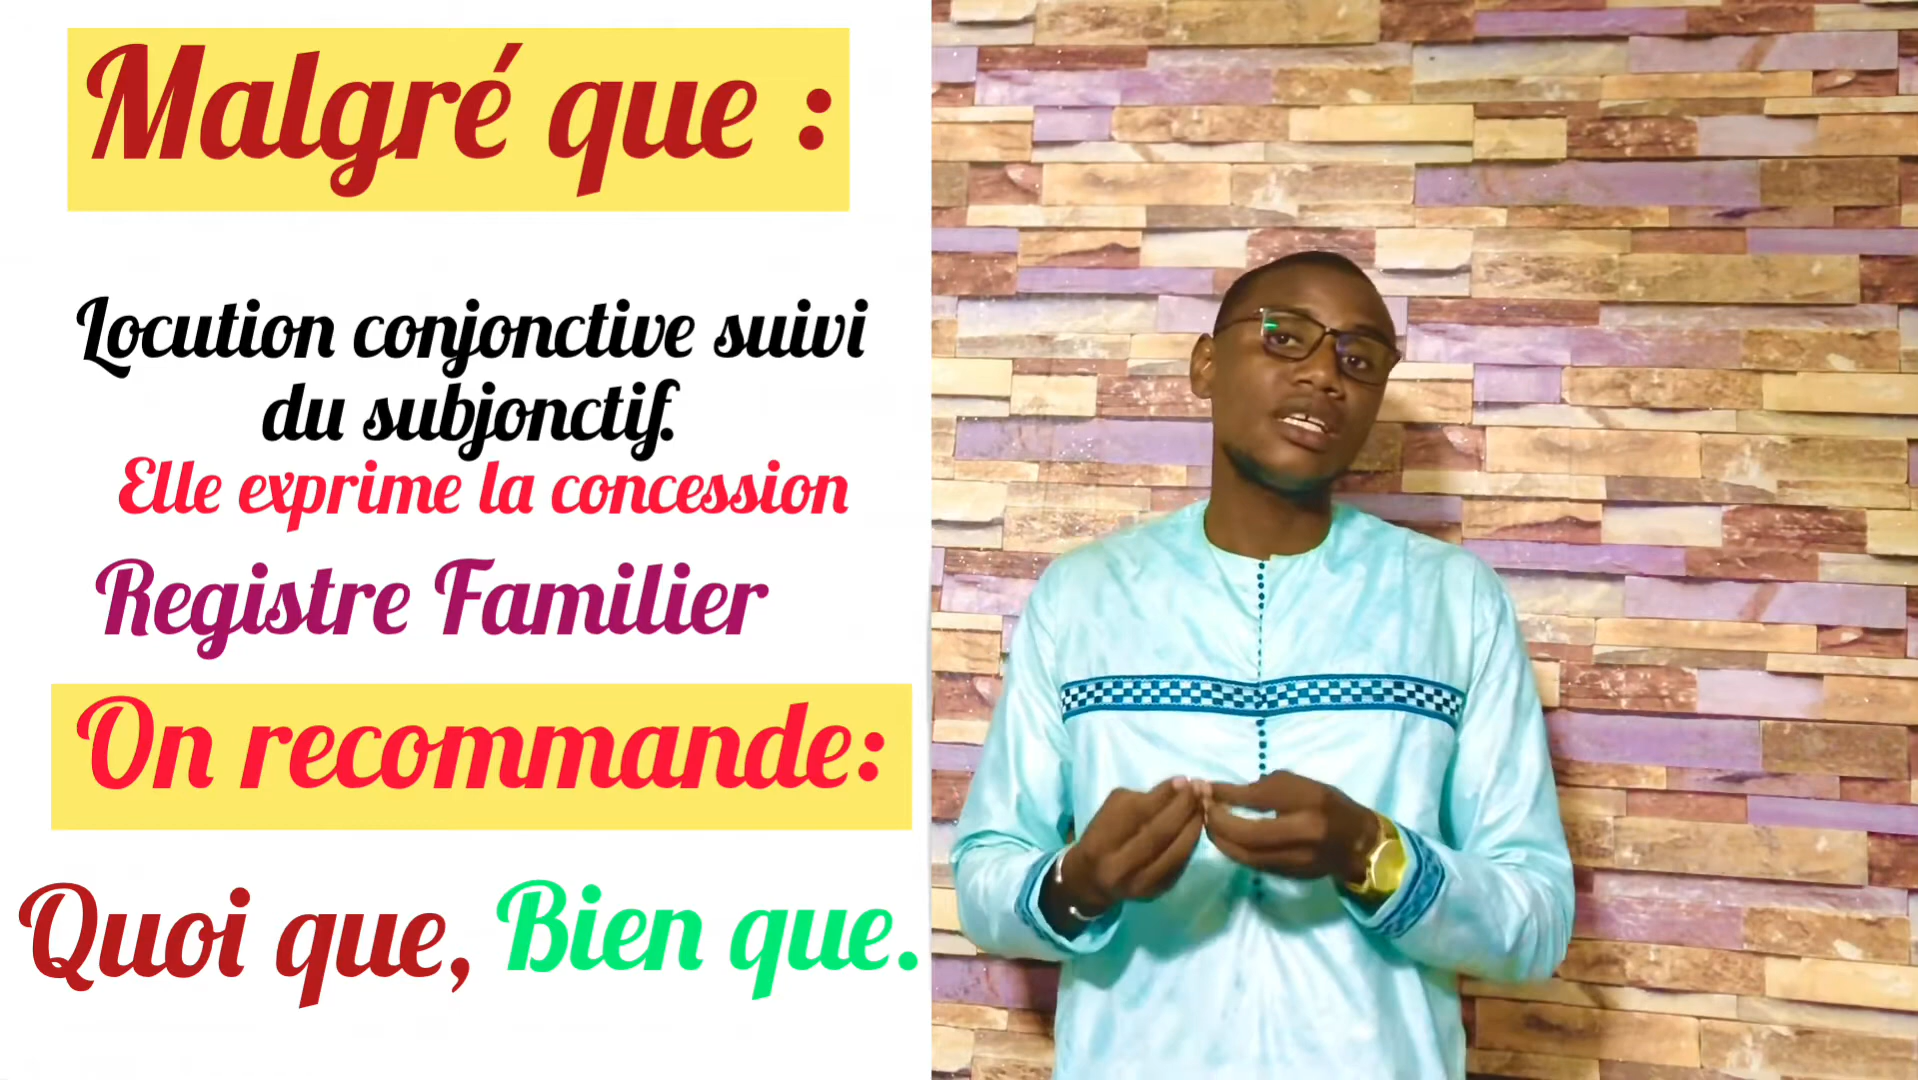 Malgré que :
Locution conjonctive suivi
du subjonctif.
Elle exprime la concession
Registre Familier
On recommande:
Quoi que, Bien que.